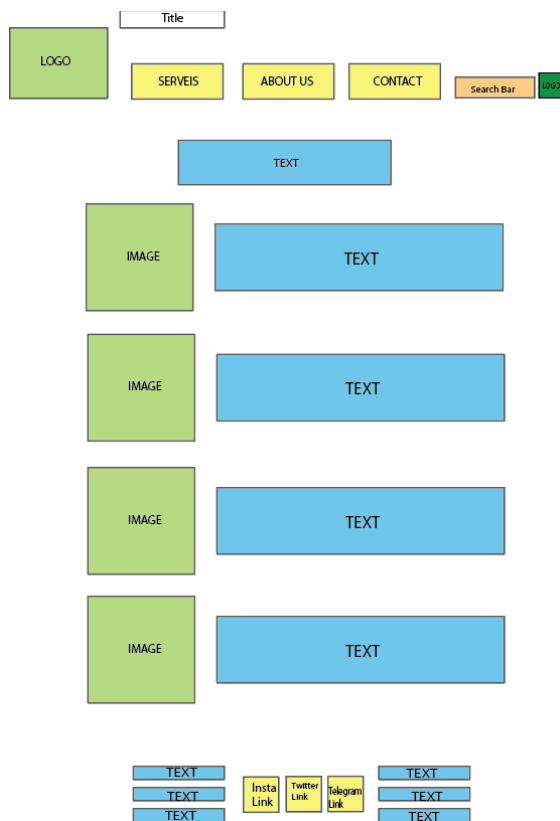 Title
LOGO
SERVEIS
ABOUT US
CONTACT
Search Bar
LOGO
TEXT
IMAGE
TEXT
IMAGE
TEXT
IMAGE
TEXT
IMAGE
TEXT
TEXT
TEXT
TEXT
Insta
Link
Twitter
Link
Telegram
Link
TEXT
TEXT
TEXT